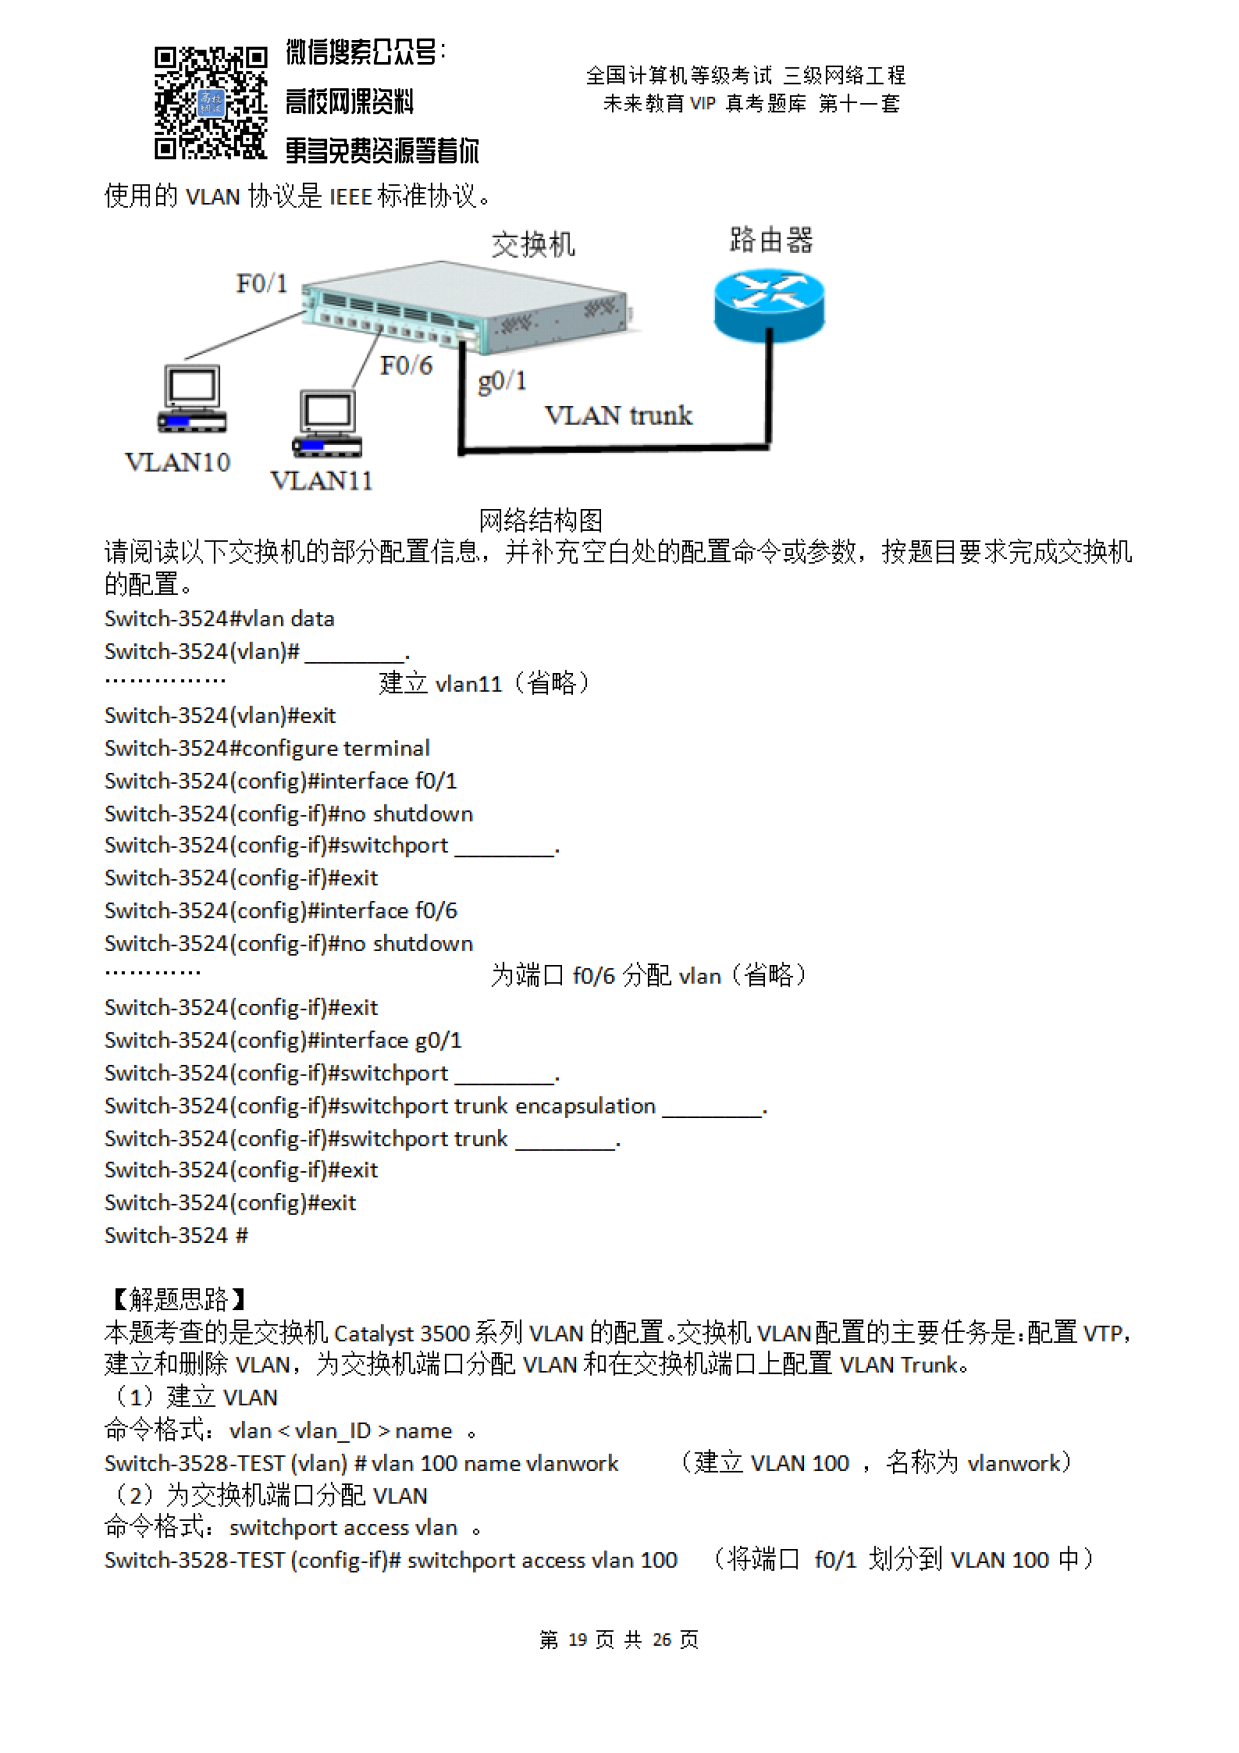 微信搜索公众号：
高校网课资料
更多免费资源等着你
全国计算机等级考试 三级网络工程
未来教育 VIP 真考题库 第十一套
使用的 VLAN 协议是 IEEE 标准协议。
交换机
路由器
F0/1
F0/6
g0/1
VLAN trunk
VLAN10
VLAN11
网络结构图
请阅读以下交换机的部分配置信息，并补充空白处的配置命令或参数，按题目要求完成交换机
的配置。
Switch-3524#vlan data
Switch-3524(vlan)# ________.
…………… 建立 vlan11（省略）
Switch-3524(vlan)#exit
Switch-3524#configure terminal
Switch-3524(config)#interface f0/1
Switch-3524(config-if)#no shutdown
Switch-3524(config-if)#switchport ________.
Switch-3524(config-if)#exit
Switch-3524(config)#interface f0/6
Switch-3524(config-if)#no shutdown
………… 为端口 f0/6 分配 vlan（省略）
Switch-3524(config-if)#exit
Switch-3524(config)#interface g0/1
Switch-3524(config-if)#switchport ________.
Switch-3524(config-if)#switchport trunk encapsulation ________.
Switch-3524(config-if)#switchport trunk ________.
Switch-3524(config-if)#exit
Switch-3524(config)#exit
Switch-3524 #
【解题思路】
本题考查的是交换机 Catalyst 3500 系列 VLAN 的配置。交换机 VLAN 配置的主要任务是：配置 VTP，
建立和删除 VLAN，为交换机端口分配 VLAN 和在交换机端口上配置 VLAN Trunk。
（1）建立 VLAN
命令格式：vlan < vlan_ID > name 。
Switch-3528-TEST (vlan) # vlan 100 name vlanwork （建立 VLAN 100 ，名称为 vlanwork）
（2）为交换机端口分配 VLAN
命令格式：switchport access vlan 。
Switch-3528-TEST (config-if)# switchport access vlan 100 （将端口 f0/1 划分到 VLAN 100 中）
第 19 页 共 26 页